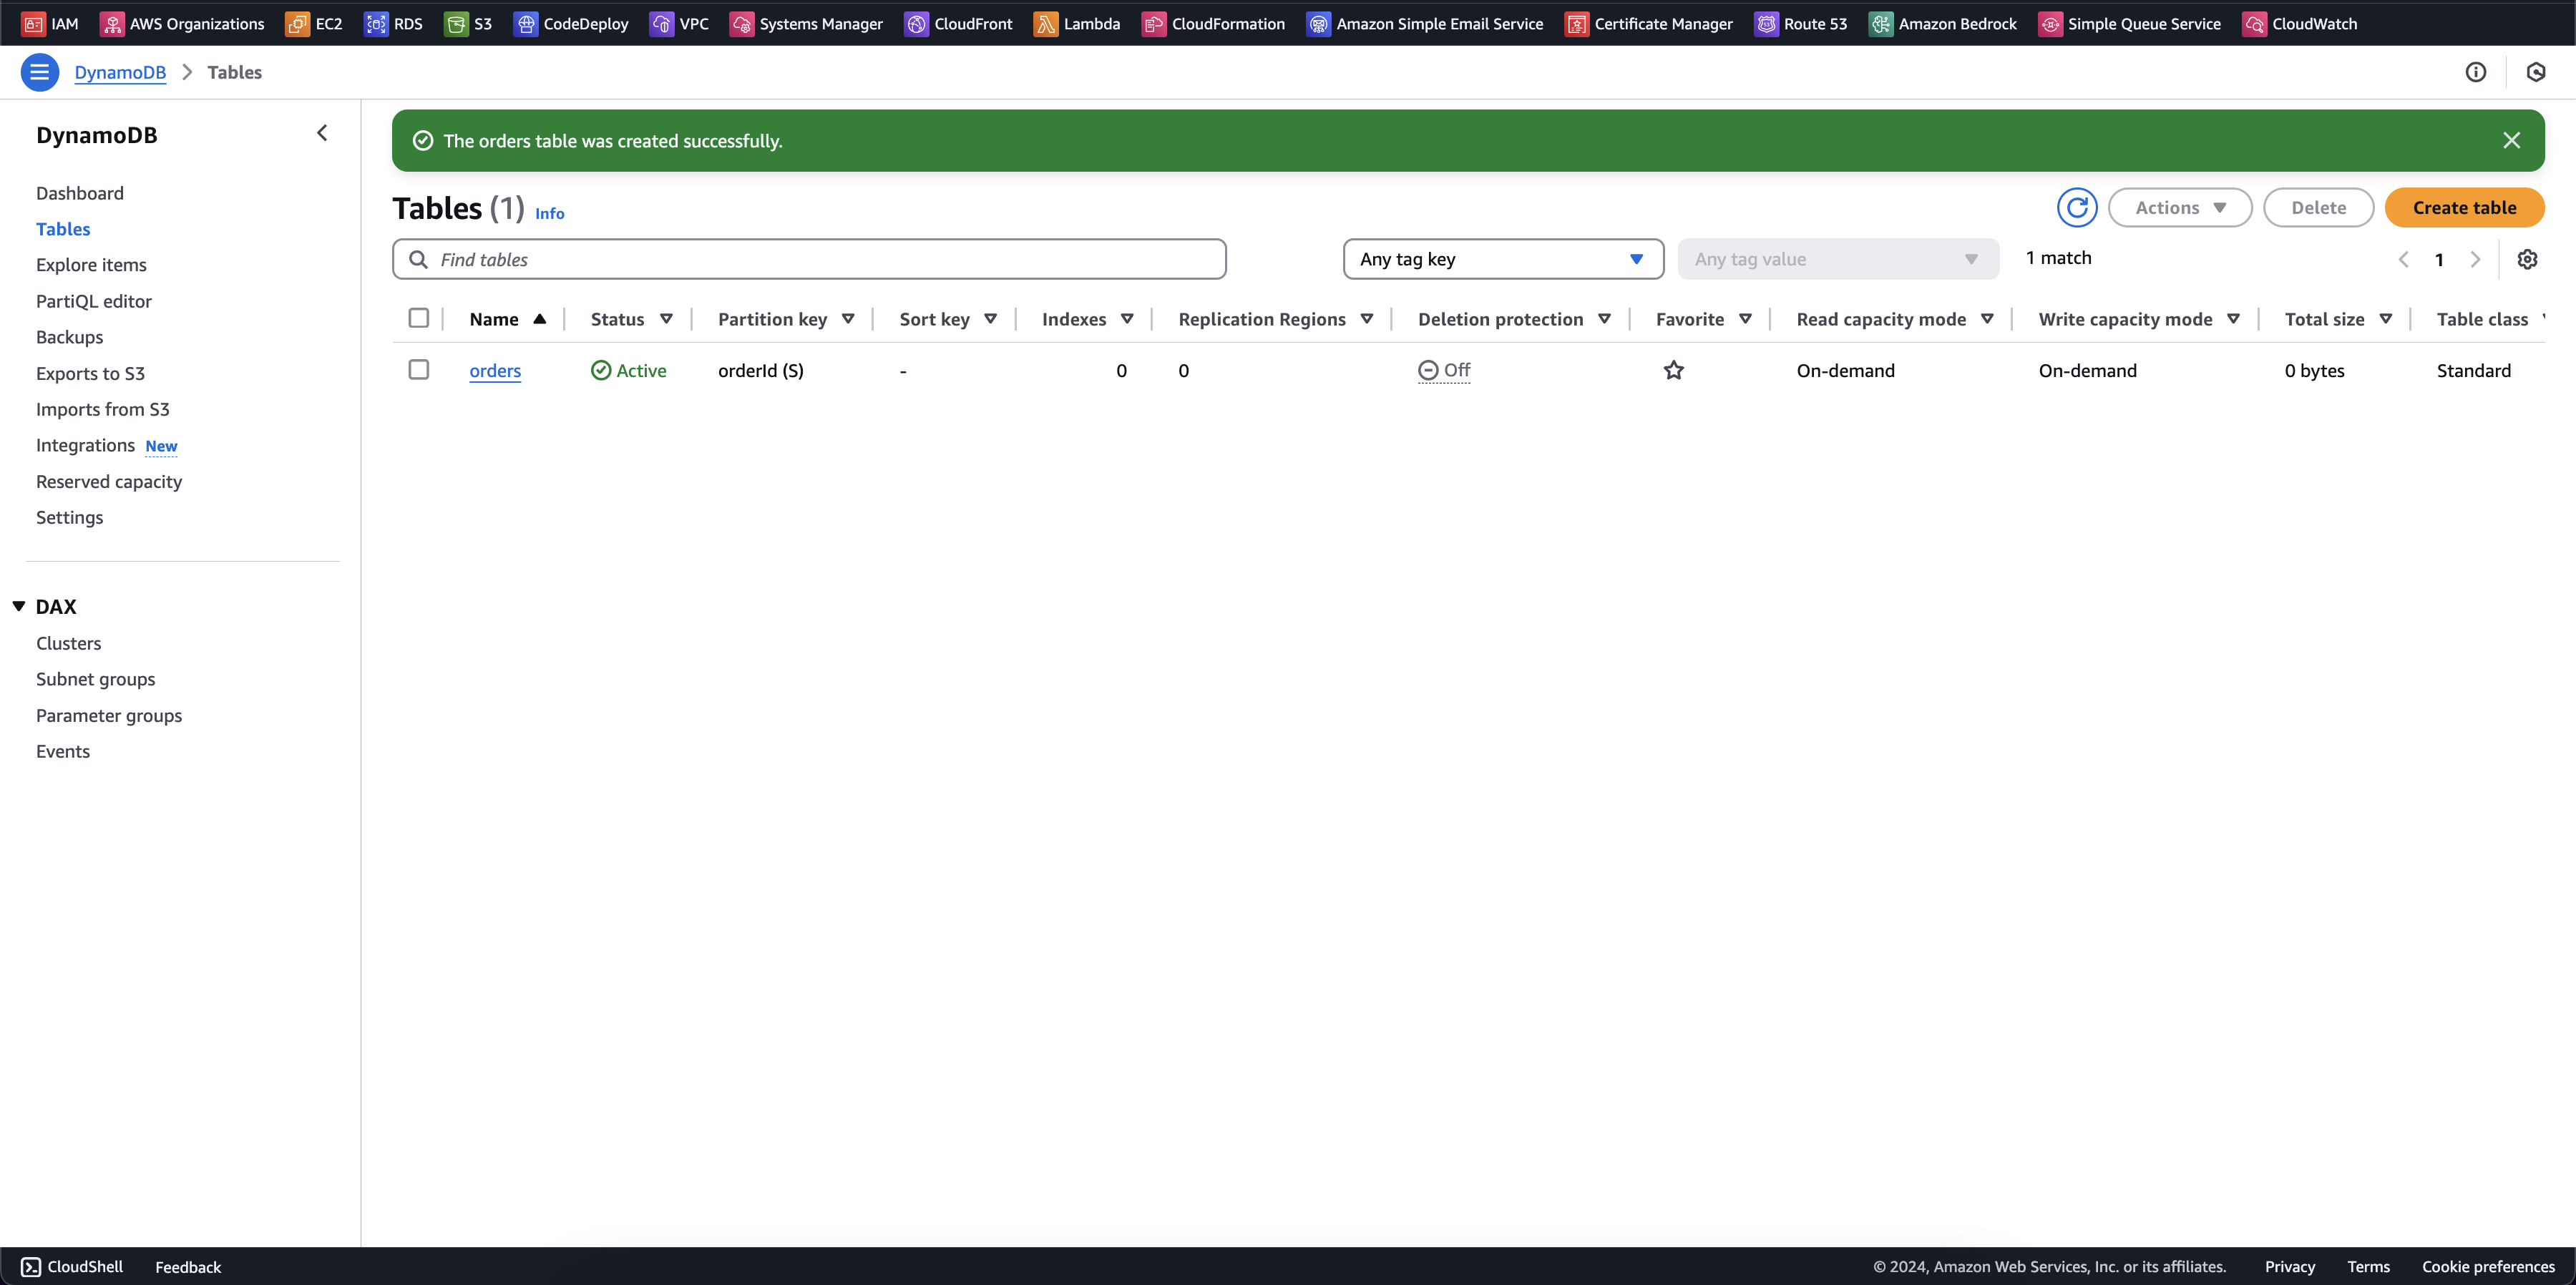 IAM AWS Organizations EC2 RDS S3 CodeDeploy VPC Systems Manager CloudFront Lambda CloudFormation Amazon Simple Email Service Certificate Manager Route 53 Amazon Bedrock Simple Queue Service CloudWatch
DynamoDB Tables
DynamoDB
Dashboard
Tables
Explore items
PartiQL editor
Backups
Exports to S3
Imports from S3
Integrations New
Reserved capacity
Settings
DAX
Clusters
Subnet groups
Parameter groups
Events
The orders table was created successfully.
Tables (1) Info
Actions Delete Create table
Find tables Any tag key Any tag value 1 match 1
Name Status Partition key Sort key Indexes Replication Regions Deletion protection Favorite Read capacity mode Write capacity mode Total size Table class
orders Active orderId (S) - 0 0 Off On-demand On-demand 0 bytes Standard
CloudShell Feedback © 2024, Amazon Web Services, Inc. or its affiliates. Privacy Terms Cookie preferences